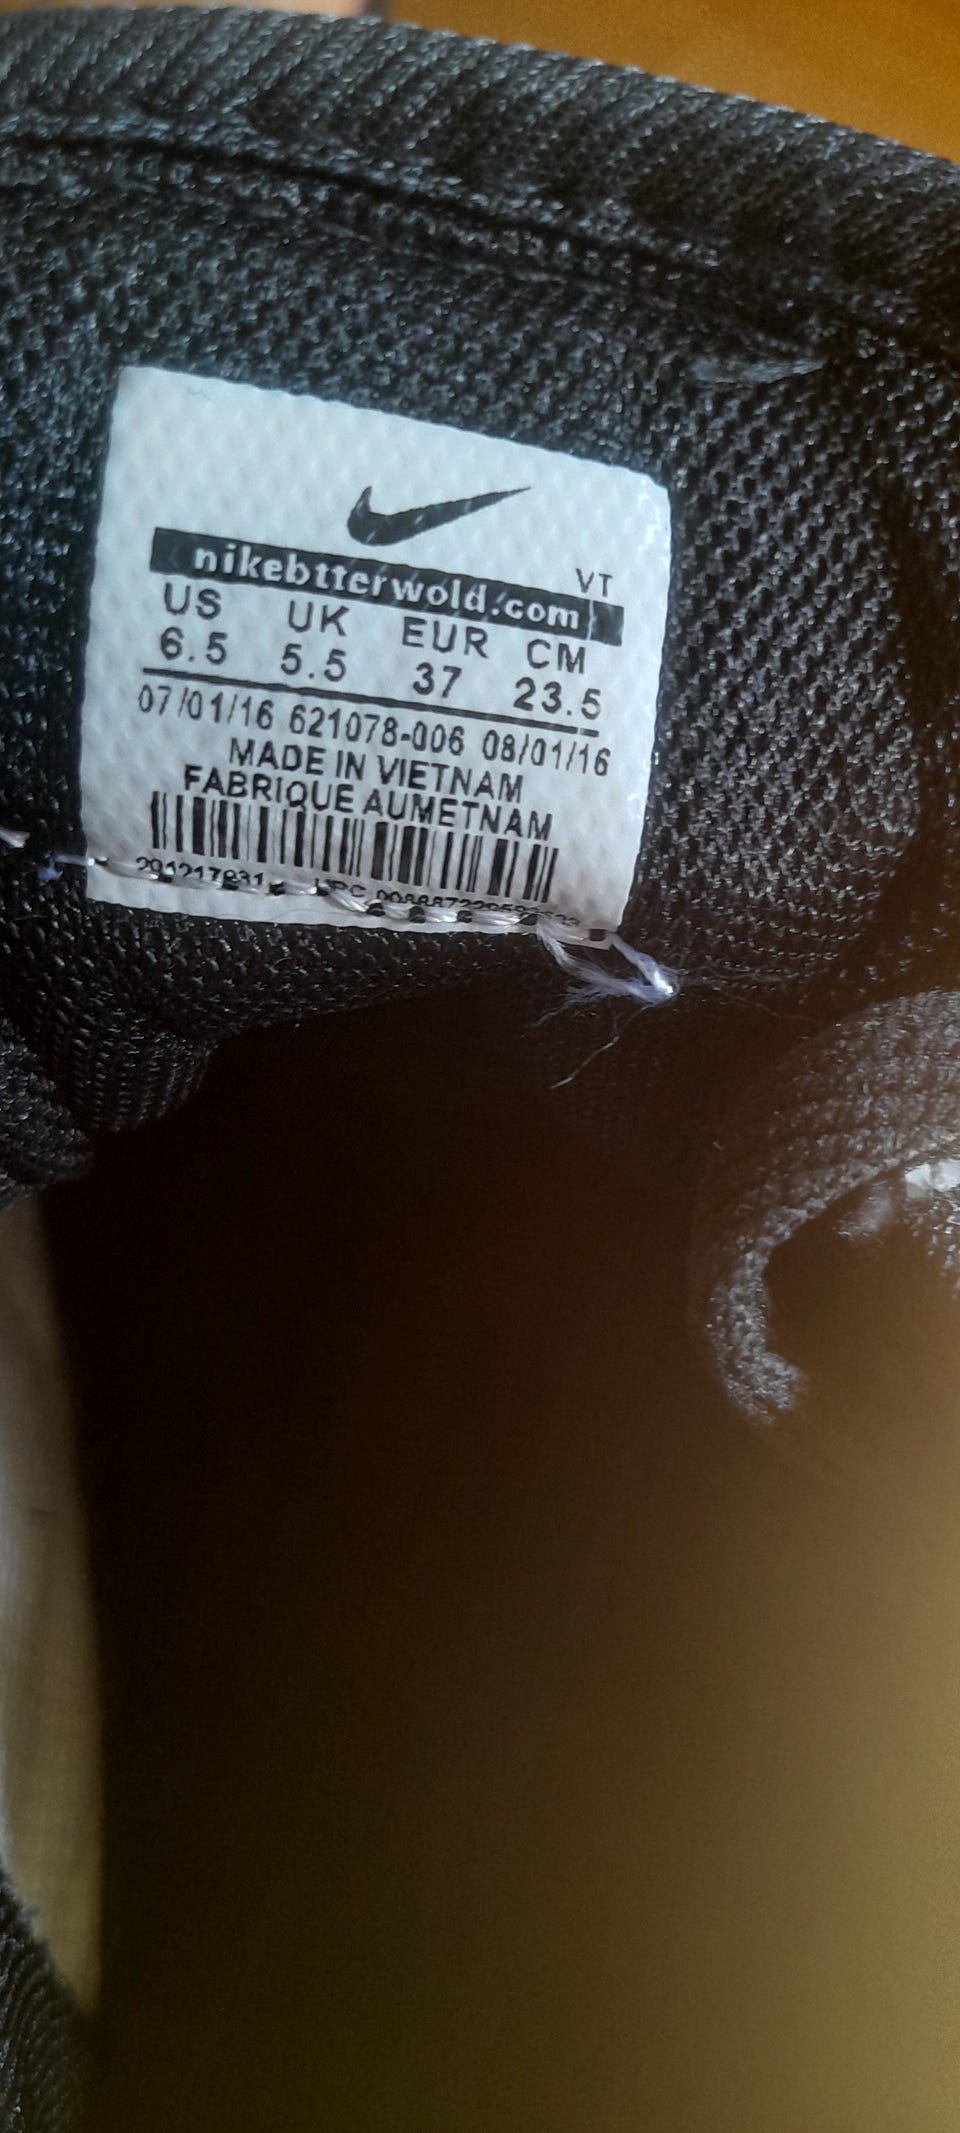 nikebtterwold.com VT
US UK EUR CM
6.5 5.5 37 23.5
07/01/16 621078-006 08/01/16
MADE IN VIETNAM
FABRIQUE AUMETNAM